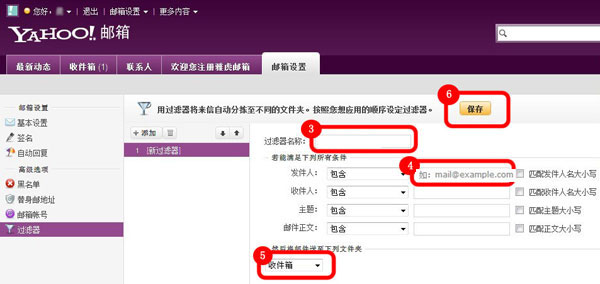 您好, | 退出 | 邮箱设置 | 更多内容
YAHOO! 邮箱
最新动态 收件箱 (1) 联系人 欢迎您注册雅虎邮箱 邮箱设置
邮箱设置
基本设置
签名
自动回复
高级选项
黑名单
替身邮地址
邮箱帐号
过滤器
用过滤器将来信自动分拣至不同的文件夹。按照您想应用的顺序设定过滤器。
6
保存
+ 添加
1 [新过滤器]
过滤器名称:
3
若能满足下列所有条件
4
发件人: 包含 如: mail@example.com 匹配发件人名大小写
收件人: 包含 匹配收件人名大小写
主题: 包含 匹配主题大小写
邮件正文: 包含 匹配正文大小写
然后将邮件送至下列文件夹
5
收件箱